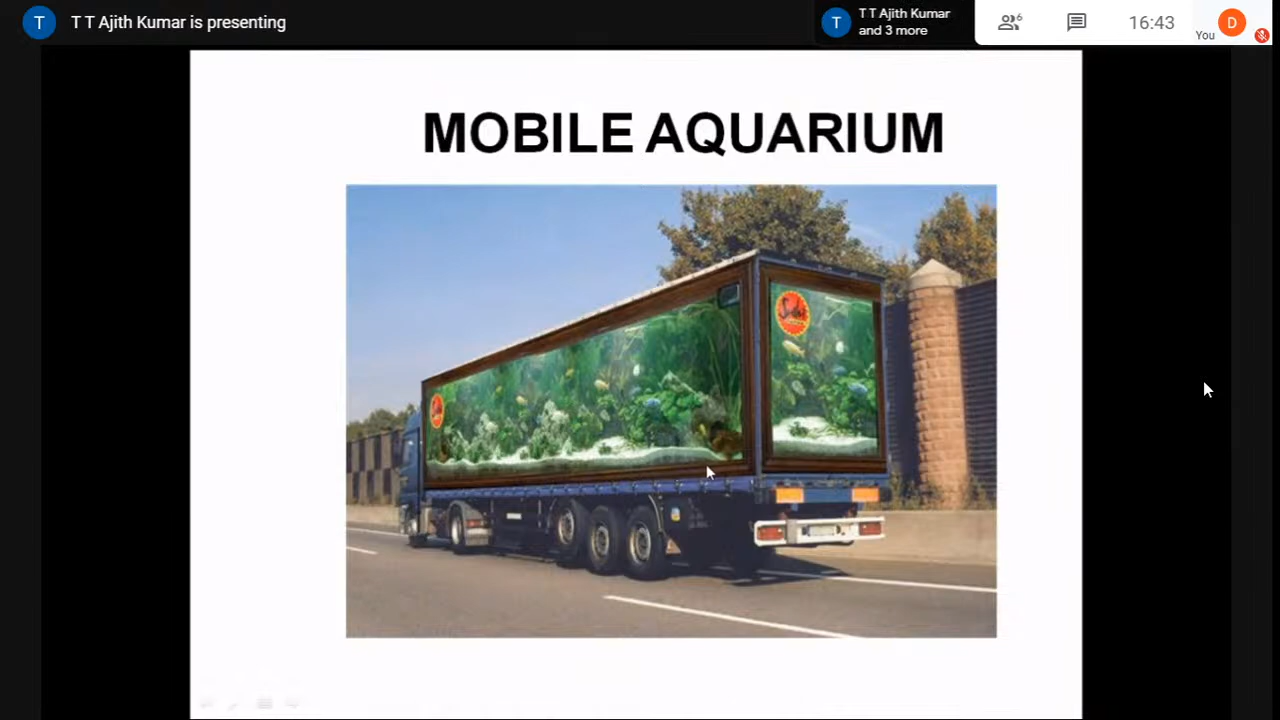 T
T T Ajith Kumar is presenting
T
T T Ajith Kumar
and 3 more
6
16:43
You
D
MOBILE AQUARIUM